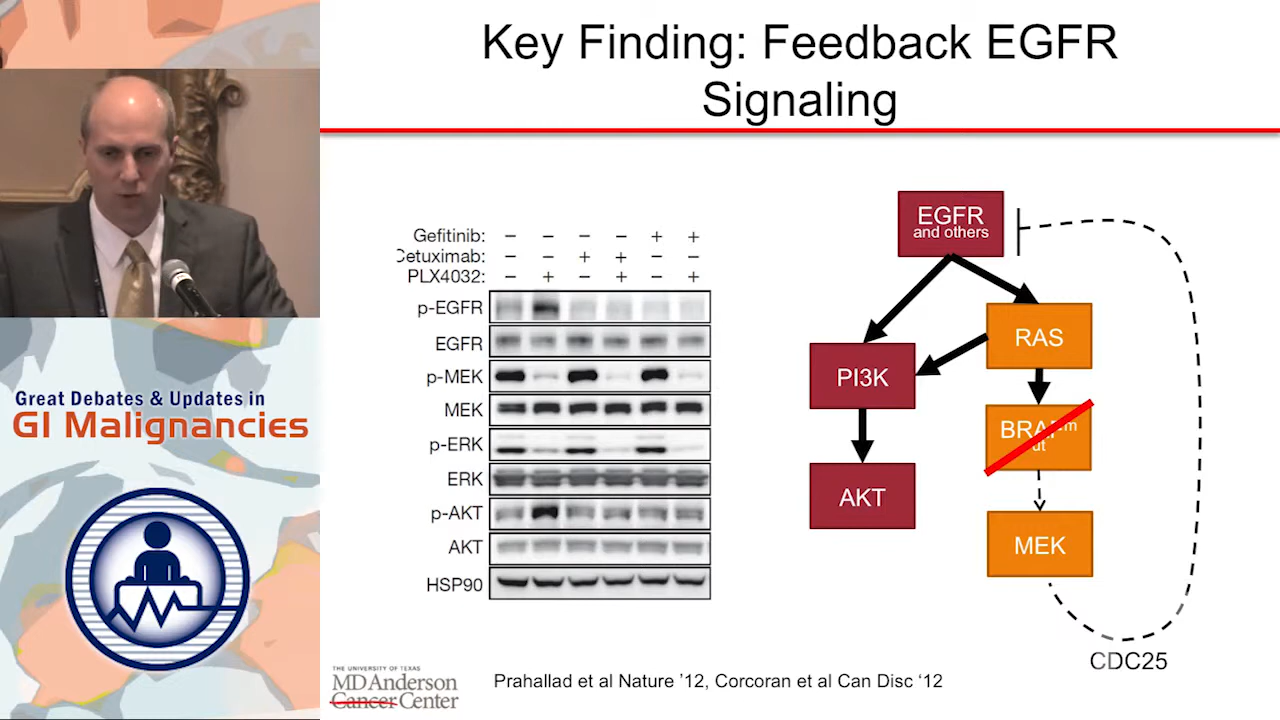 Key Finding: Feedback EGFR
Signaling
Gefitinib: – – – – + +
Cetuximab: – – + + – –
PLX4032: – + – + – +
p-EGFR
EGFR
p-MEK
MEK
p-ERK
ERK
p-AKT
AKT
HSP90
EGFR
and others
RAS
PI3K
BRAFm
ut
AKT
MEK
CDC25
Great Debates & Updates in
GI Malignancies
THE UNIVERSITY OF TEXAS
MD Anderson
Cancer Center
Prahallad et al Nature ’12, Corcoran et al Can Disc ‘12